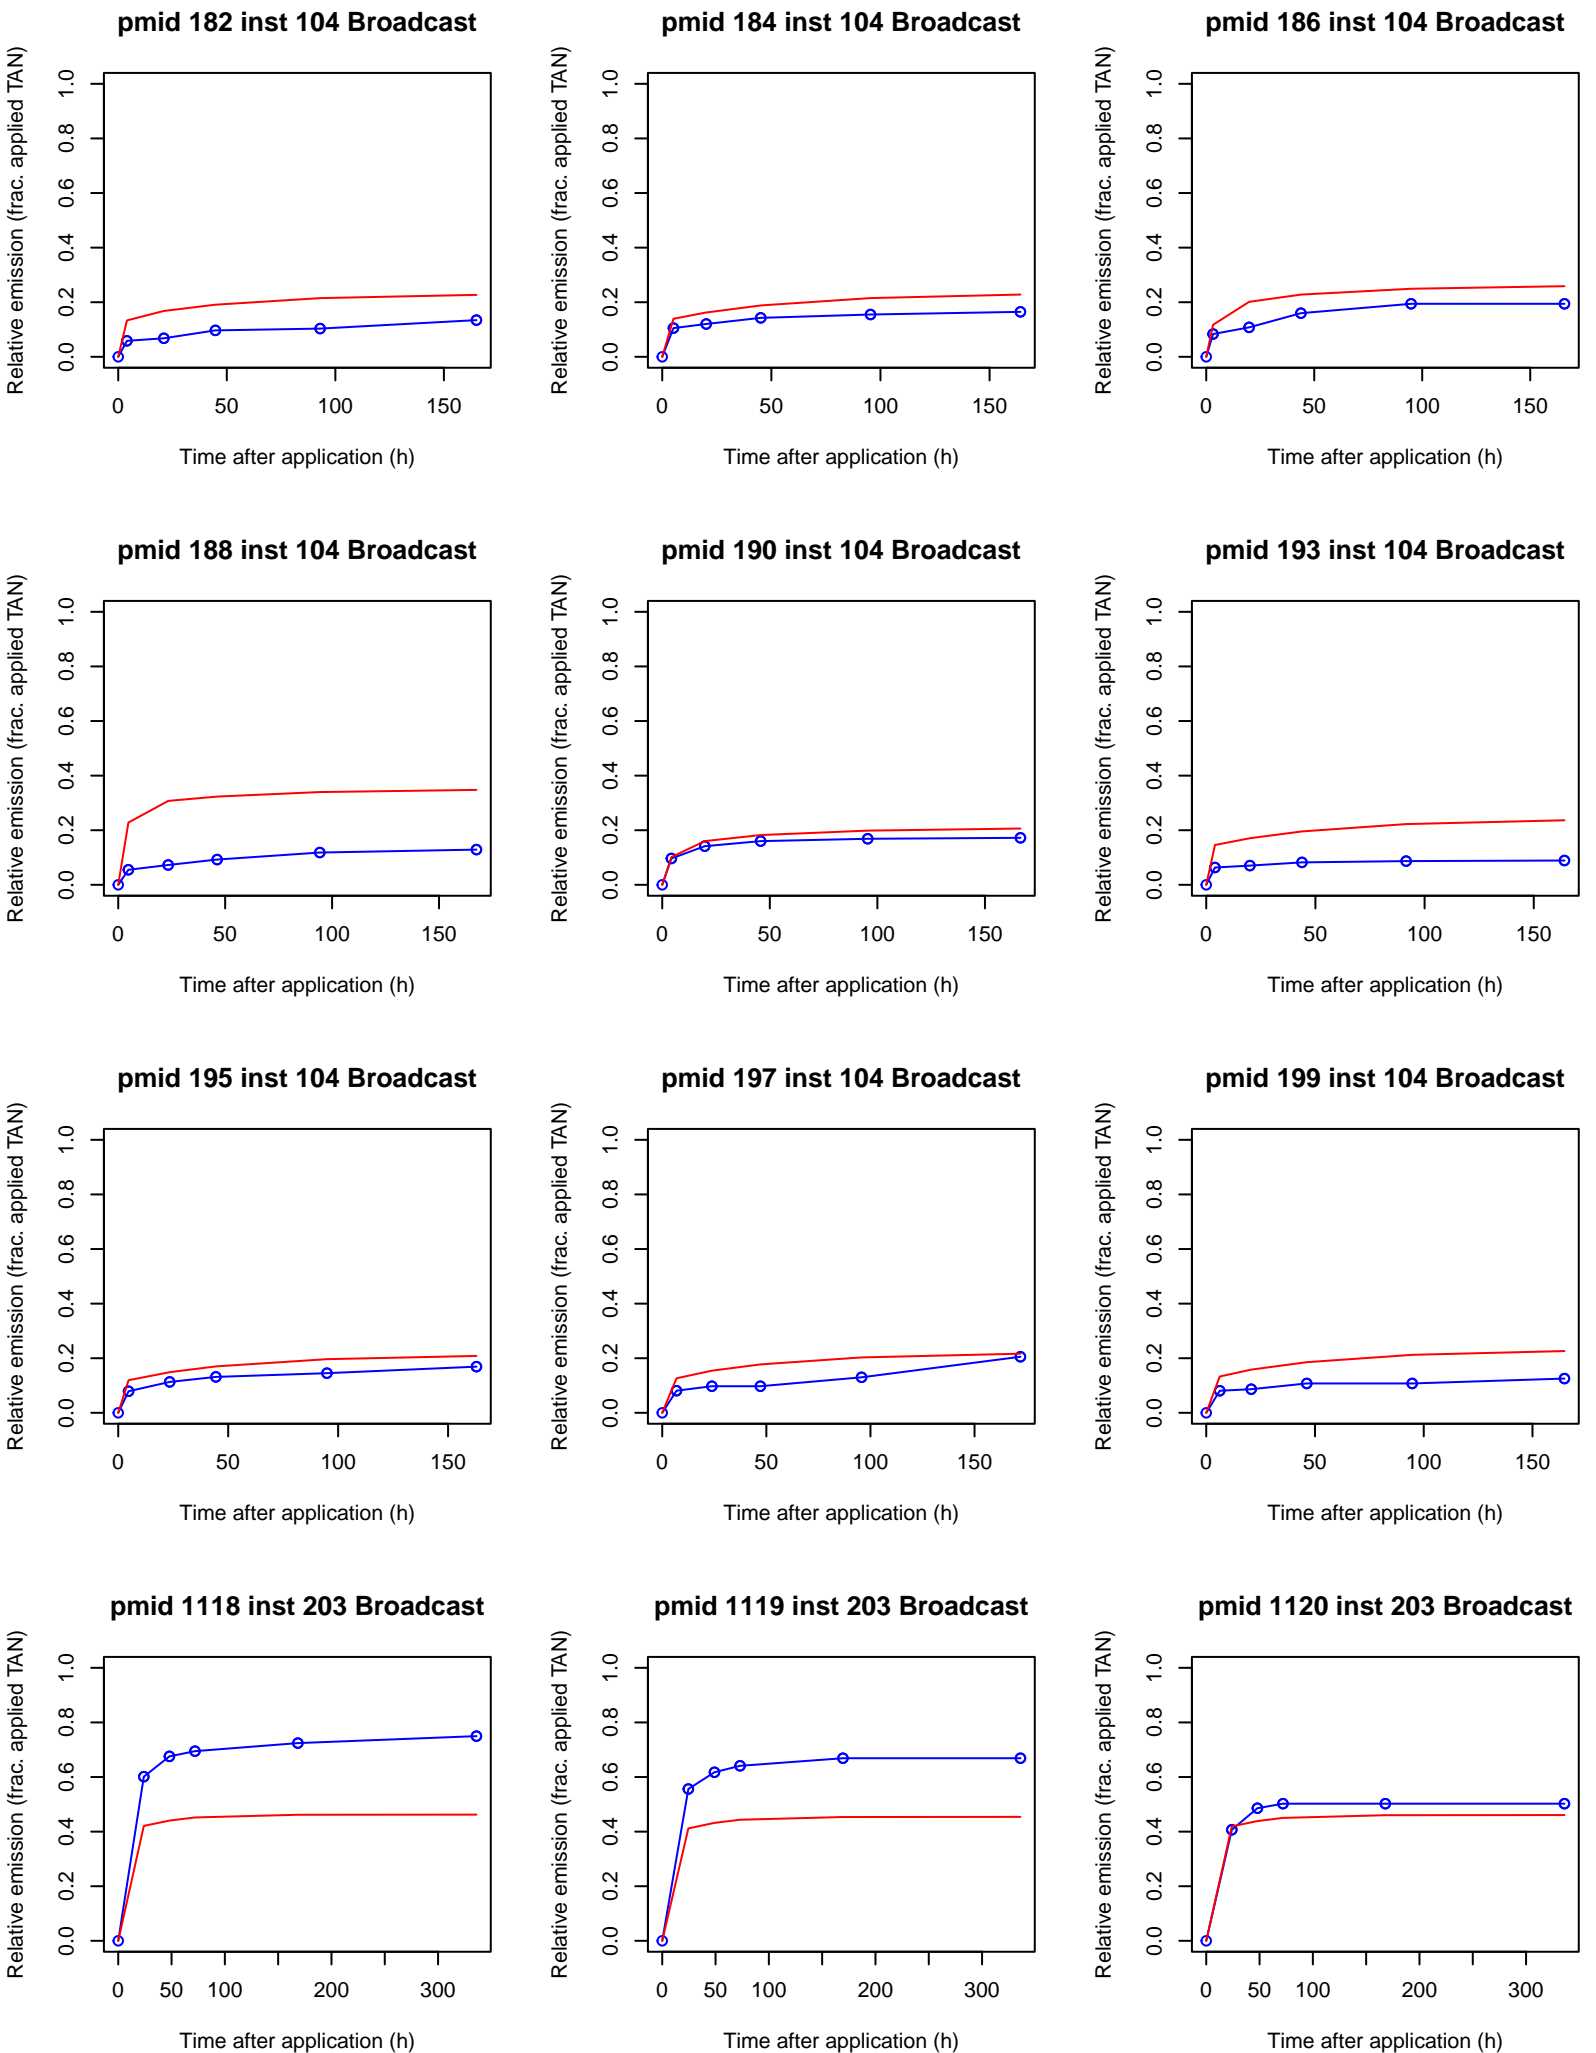 pmid 182 inst 104 Broadcast
Relative emission (frac. applied TAN)
0.0 0.2 0.4 0.6 0.8 1.0
0 50 100 150
Time after application (h)
pmid 184 inst 104 Broadcast
Relative emission (frac. applied TAN)
0.0 0.2 0.4 0.6 0.8 1.0
0 50 100 150
Time after application (h)
pmid 186 inst 104 Broadcast
Relative emission (frac. applied TAN)
0.0 0.2 0.4 0.6 0.8 1.0
0 50 100 150
Time after application (h)
pmid 188 inst 104 Broadcast
Relative emission (frac. applied TAN)
0.0 0.2 0.4 0.6 0.8 1.0
0 50 100 150
Time after application (h)
pmid 190 inst 104 Broadcast
Relative emission (frac. applied TAN)
0.0 0.2 0.4 0.6 0.8 1.0
0 50 100 150
Time after application (h)
pmid 193 inst 104 Broadcast
Relative emission (frac. applied TAN)
0.0 0.2 0.4 0.6 0.8 1.0
0 50 100 150
Time after application (h)
pmid 195 inst 104 Broadcast
Relative emission (frac. applied TAN)
0.0 0.2 0.4 0.6 0.8 1.0
0 50 100 150
Time after application (h)
pmid 197 inst 104 Broadcast
Relative emission (frac. applied TAN)
0.0 0.2 0.4 0.6 0.8 1.0
0 50 100 150
Time after application (h)
pmid 199 inst 104 Broadcast
Relative emission (frac. applied TAN)
0.0 0.2 0.4 0.6 0.8 1.0
0 50 100 150
Time after application (h)
pmid 1118 inst 203 Broadcast
Relative emission (frac. applied TAN)
0.0 0.2 0.4 0.6 0.8 1.0
0 50 100 200 300
Time after application (h)
pmid 1119 inst 203 Broadcast
Relative emission (frac. applied TAN)
0.0 0.2 0.4 0.6 0.8 1.0
0 50 100 200 300
Time after application (h)
pmid 1120 inst 203 Broadcast
Relative emission (frac. applied TAN)
0.0 0.2 0.4 0.6 0.8 1.0
0 50 100 200 300
Time after application (h)